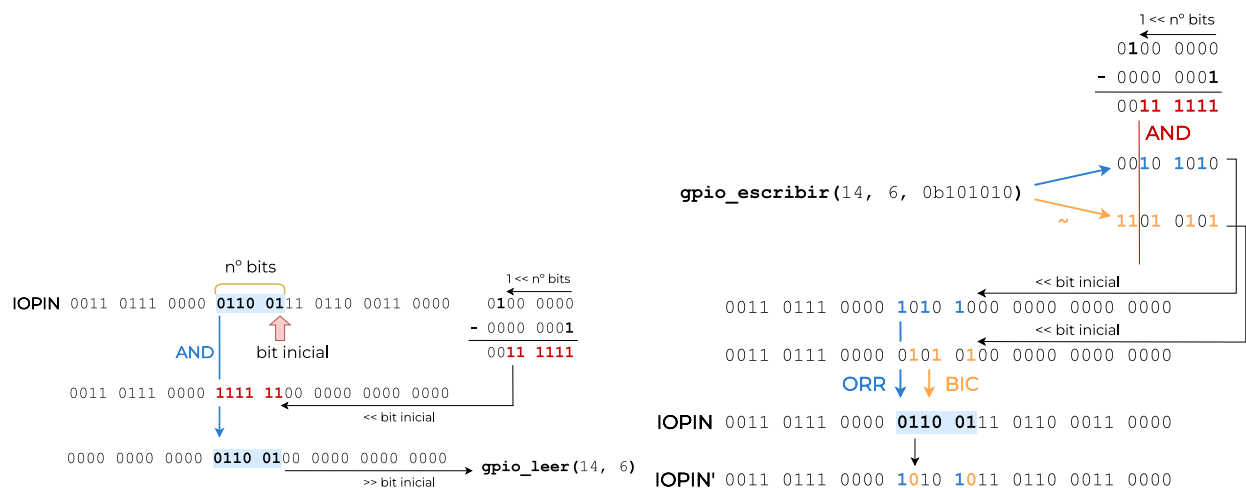 nº bits
IOPIN 0011 0111 0000 0110 0111 0110 0011 0000
bit inicial
AND
1 << nº bits
0100 0000
- 0000 0001
0011 1111
0011 0111 0000 1111 1100 0000 0000 0000
<< bit inicial
0000 0000 0000 0110 0100 0000 0000 0000
>> bit inicial
gpio_leer(14, 6)
1 << nº bits
0100 0000
- 0000 0001
0011 1111
AND
0010 1010
gpio_escribir(14, 6, 0b101010)
~ 1101 0101
<< bit inicial
0011 0111 0000 1010 1000 0000 0000 0000
<< bit inicial
0011 0111 0000 0101 0100 0000 0000 0000
ORR BIC
IOPIN 0011 0111 0000 0110 0111 0110 0011 0000
IOPIN' 0011 0111 0000 1010 1011 0110 0011 0000